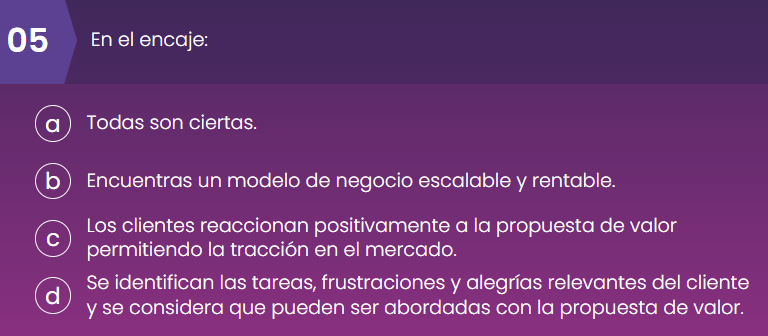 05
En el encaje:
a
Todas son ciertas.
b
Encuentras un modelo de negocio escalable y rentable.
c
Los clientes reaccionan positivamente a la propuesta de valor
permitiendo la tracción en el mercado.
d
Se identifican las tareas, frustraciones y alegrías relevantes del cliente
y se considera que pueden ser abordadas con la propuesta de valor.